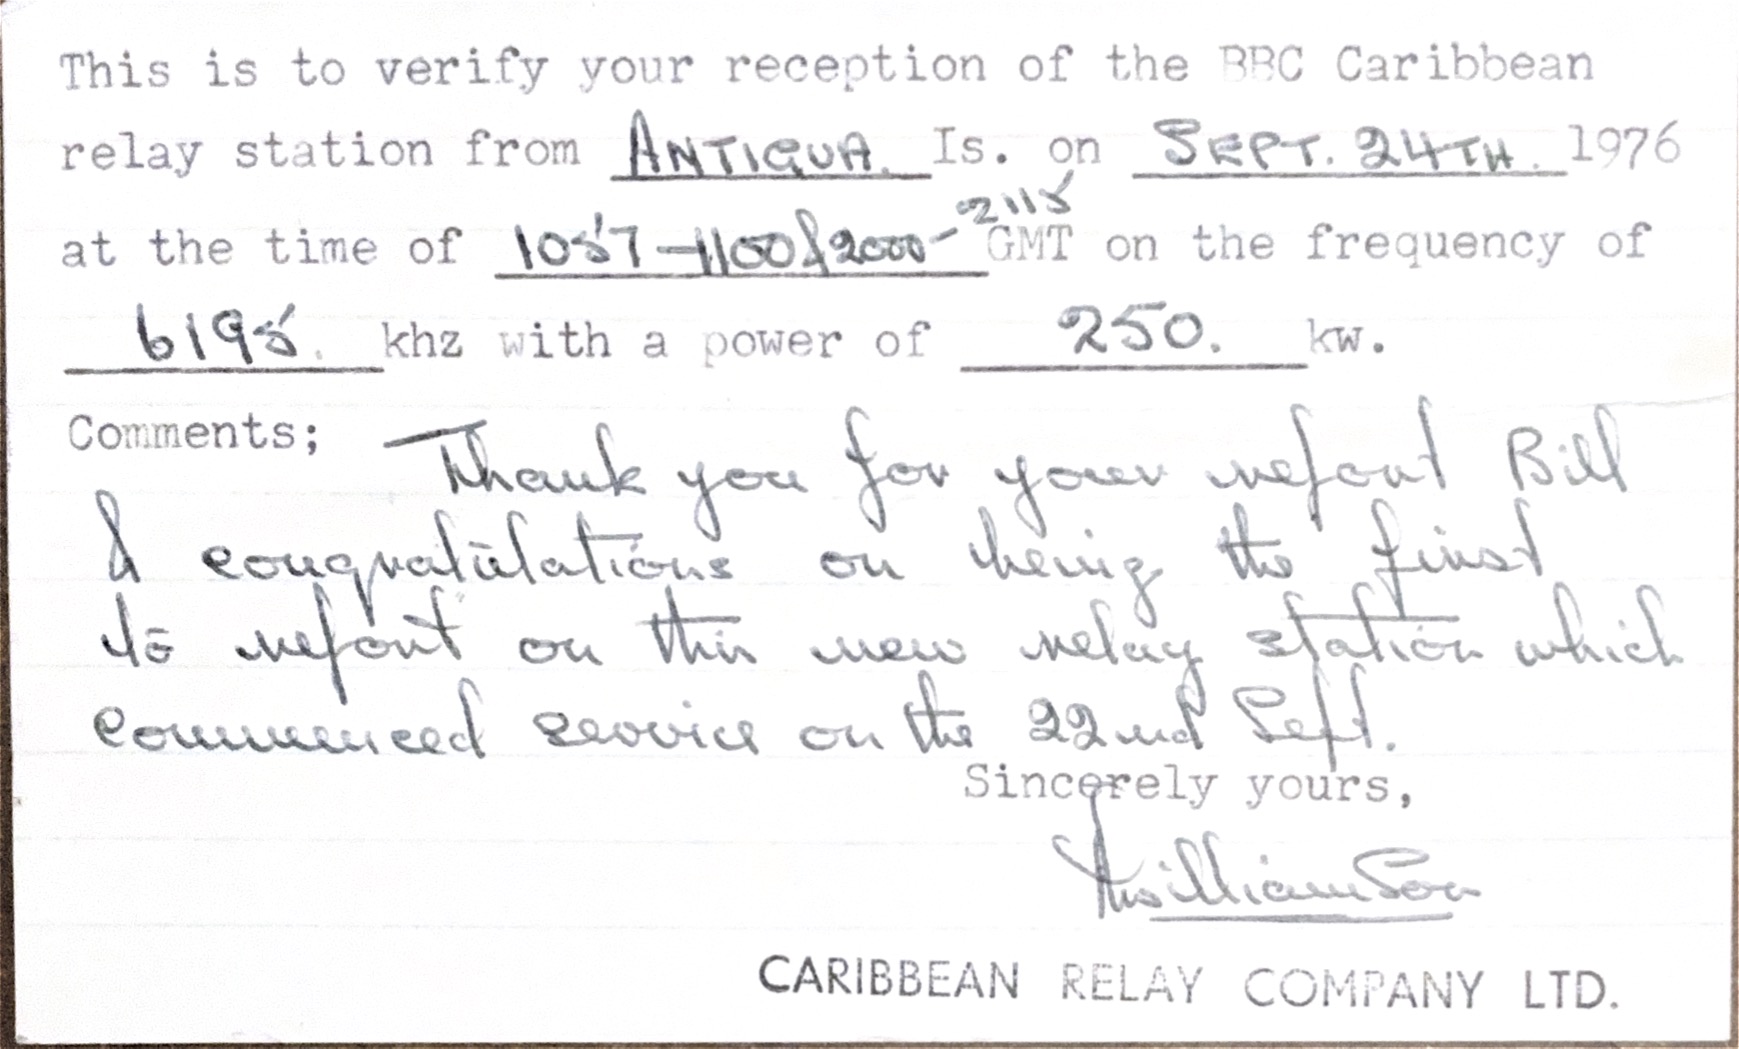 This is to verify your reception of the BBC Caribbean
relay station from ANTIGUA. Is. on SEPT. 24TH. 1976
at the time of 1057-1100 & 2000-2115 GMT on the frequency of
6195. khz with a power of 250. kw.
Comments; Thank you for your report Bill
& congratulations on being the first
to report on this new relay station which
commenced service on the 22nd Sept.
Sincerely yours,
CARIBBEAN RELAY COMPANY LTD.